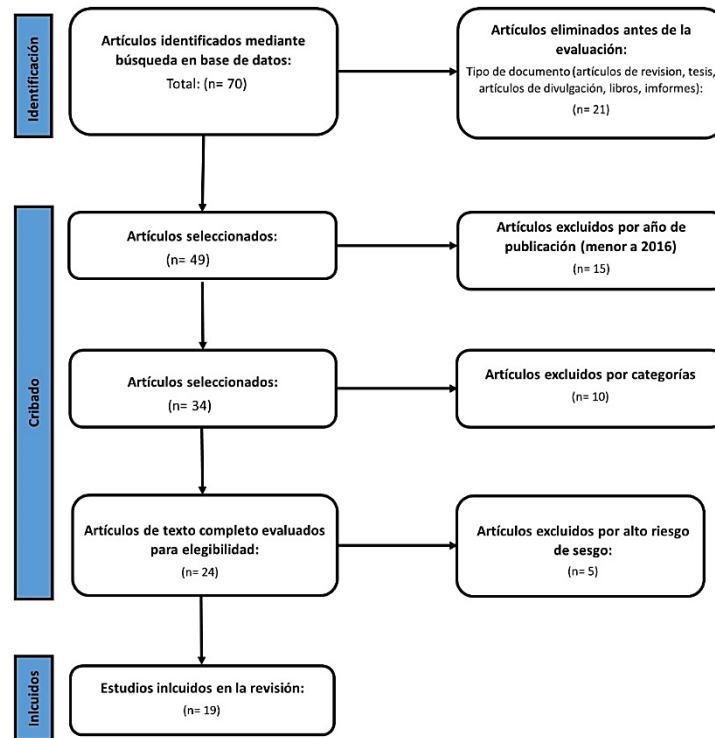 Identificación
Artículos identificados mediante
búsqueda en base de datos:
Total: (n= 70)
Artículos eliminados antes de la
evaluación:
Tipo de documento (artículos de revision, tesis,
artículos de divulgación, libros, imformes):
(n= 21)
Cribado
Artículos seleccionados:
(n= 49)
Artículos excluidos por año de
publicación (menor a 2016)
(n= 15)
Artículos seleccionados:
(n= 34)
Artículos excluidos por categorías
(n= 10)
Artículos de texto completo evaluados
para elegibilidad:
(n= 24)
Artículos excluidos por alto riesgo
de sesgo:
(n= 5)
Inlcuidos
Estudios inlcuidos en la revisión:
(n= 19)